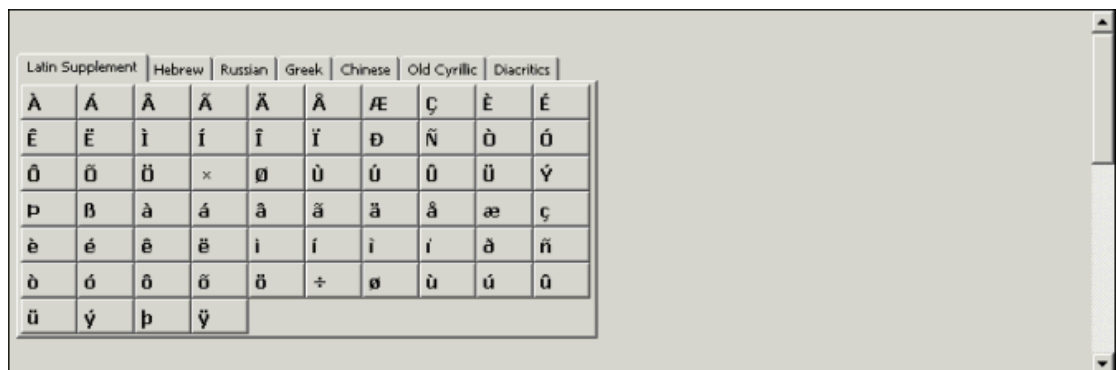 Latin Supplement Hebrew Russian Greek Chinese Old Cyrillic Diacritics
À Á Â Ã Ä Å Æ Ç È É
Ê Ë Ì Í Î Ï Ð Ñ Ò Ó
Ô Õ Ö × Ø Ù Ú Û Ü Ý
Þ ß à á â ã ä å æ ç
è é ê ë ì í î ï ð ñ
ò ó ô õ ö ÷ ø ù ú û
ü ý þ ÿ